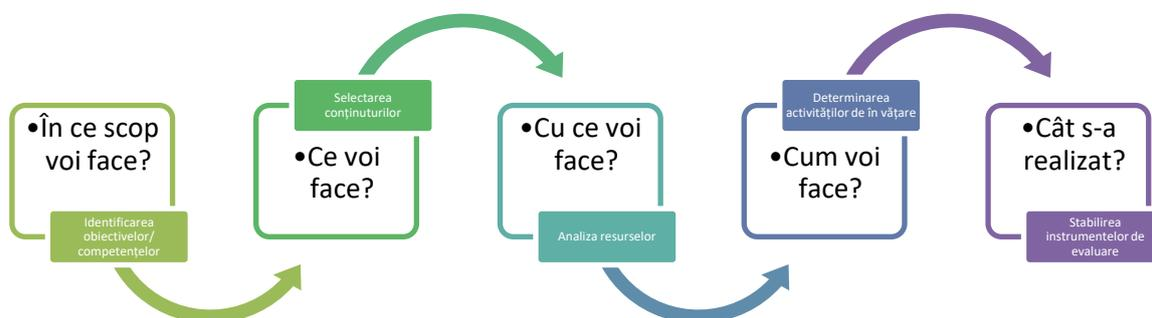 •În ce scop
voi face?
Identificarea
obiectivelor/
competențelor
Selectarea
conținuturilor
•Ce voi
face?
•Cu ce voi
face?
Analiza resurselor
Determinarea
activităților de în vățare
•Cum voi
face?
•Cât s-a
realizat?
Stabilirea
instrumentelor de
evaluare